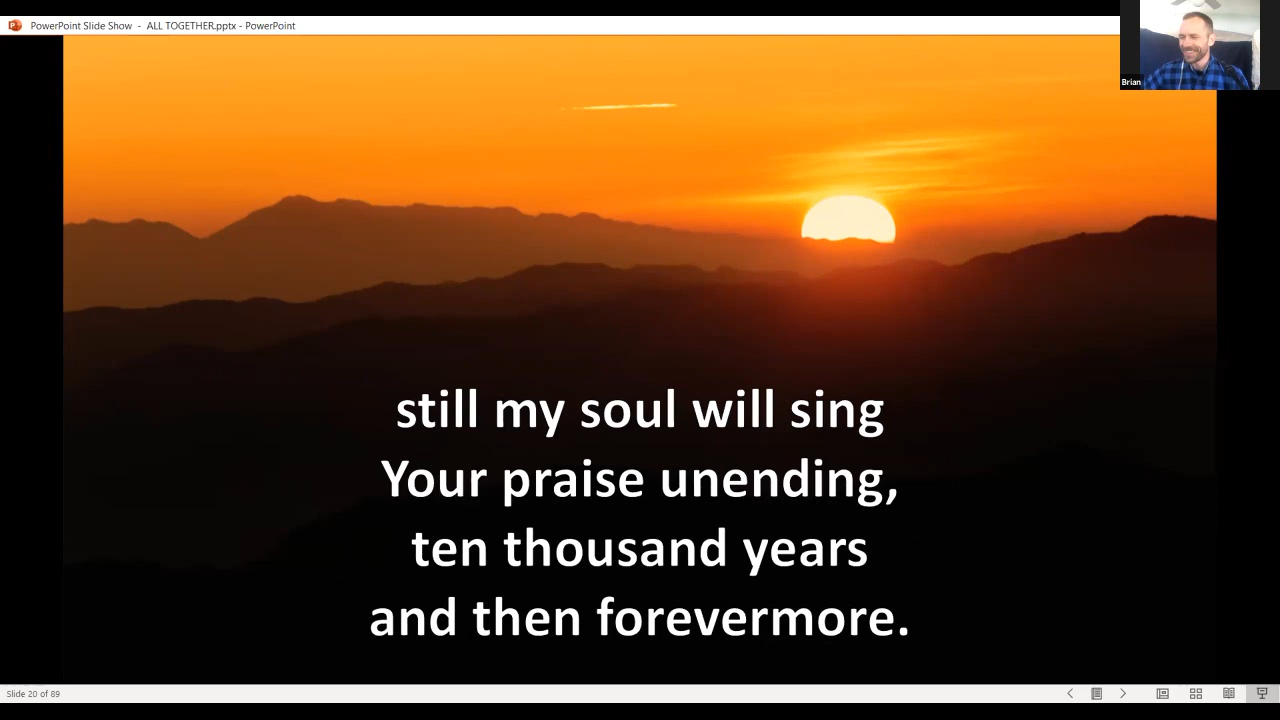 PowerPoint Slide Show - ALL TOGETHER.pptx - PowerPoint
Brian
still my soul will sing
Your praise unending,
ten thousand years
and then forevermore.
Slide 20 of 89